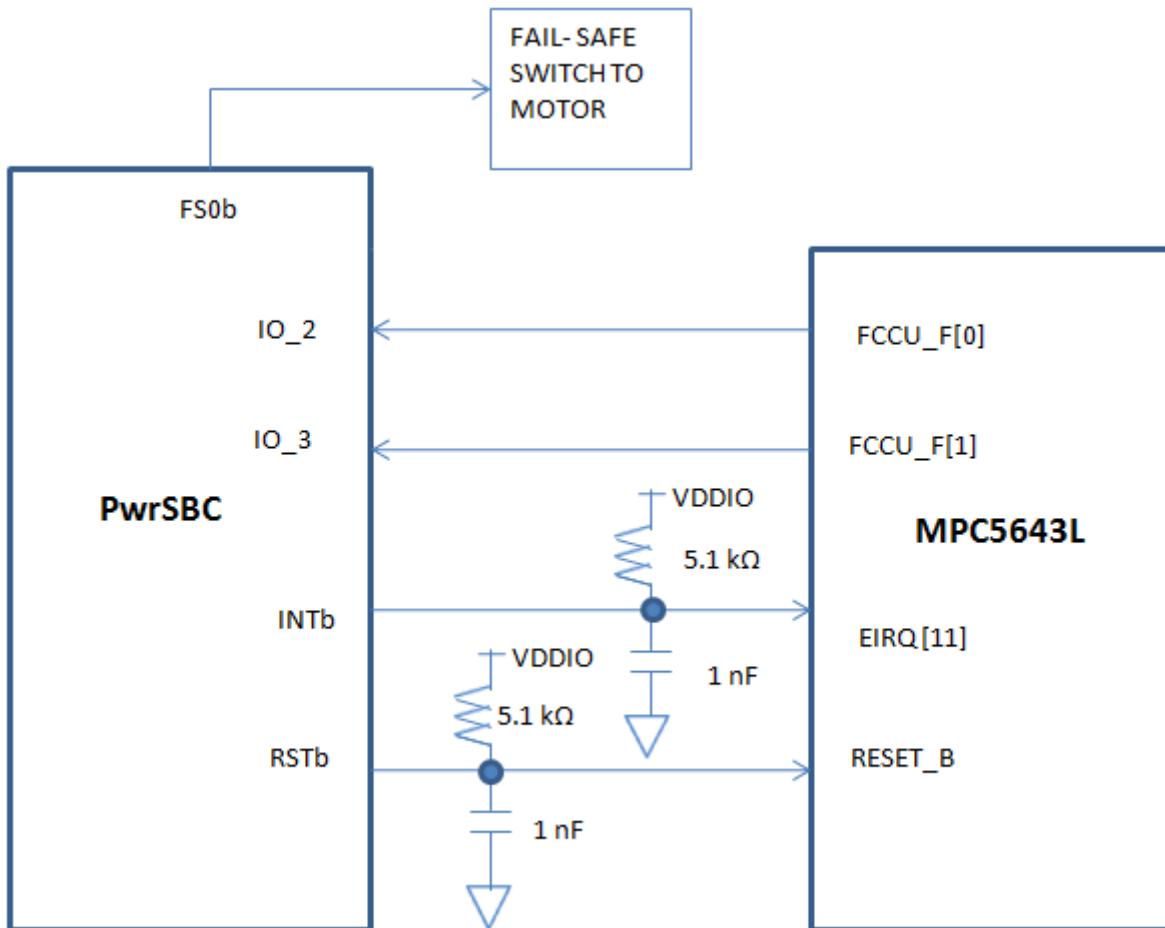 FAIL- SAFE
SWITCH TO
MOTOR
FS0b
IO_2
FCCU_F[0]
IO_3
FCCU_F[1]
PwrSBC
VDDIO
MPC5643L
5.1 kΩ
INTb
EIRQ[11]
VDDIO
1 nF
5.1 kΩ
RSTb
RESET_B
1 nF